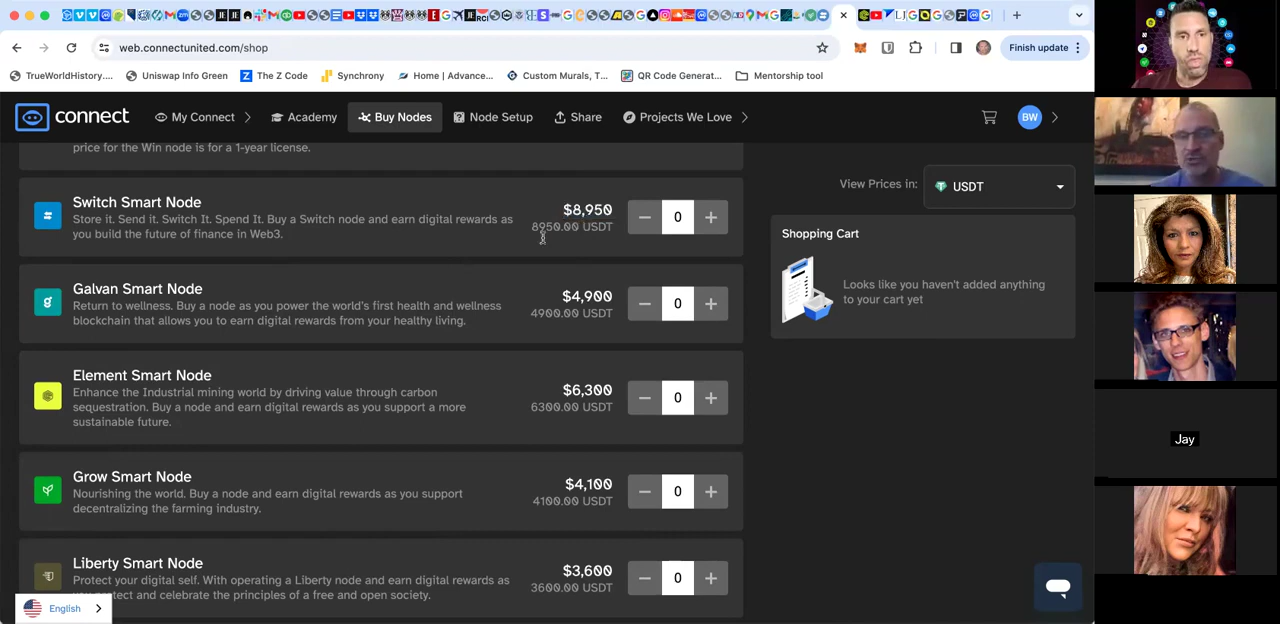 web.connectunited.com/shop
Finish update
TrueWorldHistory....
Uniswap Info Green
The Z Code
Synchrony
Home | Advance...
Custom Murals, T...
QR Code Generat...
Mentorship tool
connect
My Connect
Academy
Buy Nodes
Node Setup
Share
Projects We Love
BW
price for the Win node is for a 1-year license.
Switch Smart Node
Store it. Send it. Switch It. Spend It. Buy a Switch node and earn digital rewards as
you build the future of finance in Web3.
$8,950
8950.00 USDT
0
Galvan Smart Node
Return to wellness. Buy a node as you power the world's first health and wellness
blockchain that allows you to earn digital rewards from your healthy living.
$4,900
4900.00 USDT
0
Element Smart Node
Enhance the Industrial mining world by driving value through carbon
sequestration. Buy a node and earn digital rewards as you support a more
sustainable future.
$6,300
6300.00 USDT
0
Grow Smart Node
Nourishing the world. Buy a node and earn digital rewards as you support
decentralizing the farming industry.
$4,100
4100.00 USDT
0
Liberty Smart Node
Protect your digital self. With operating a Liberty node and earn digital rewards as
protect and celebrate the principles of a free and open society.
$3,600
3600.00 USDT
0
English
View Prices in:
USDT
Shopping Cart
Looks like you haven't added anything
to your cart yet
Jay